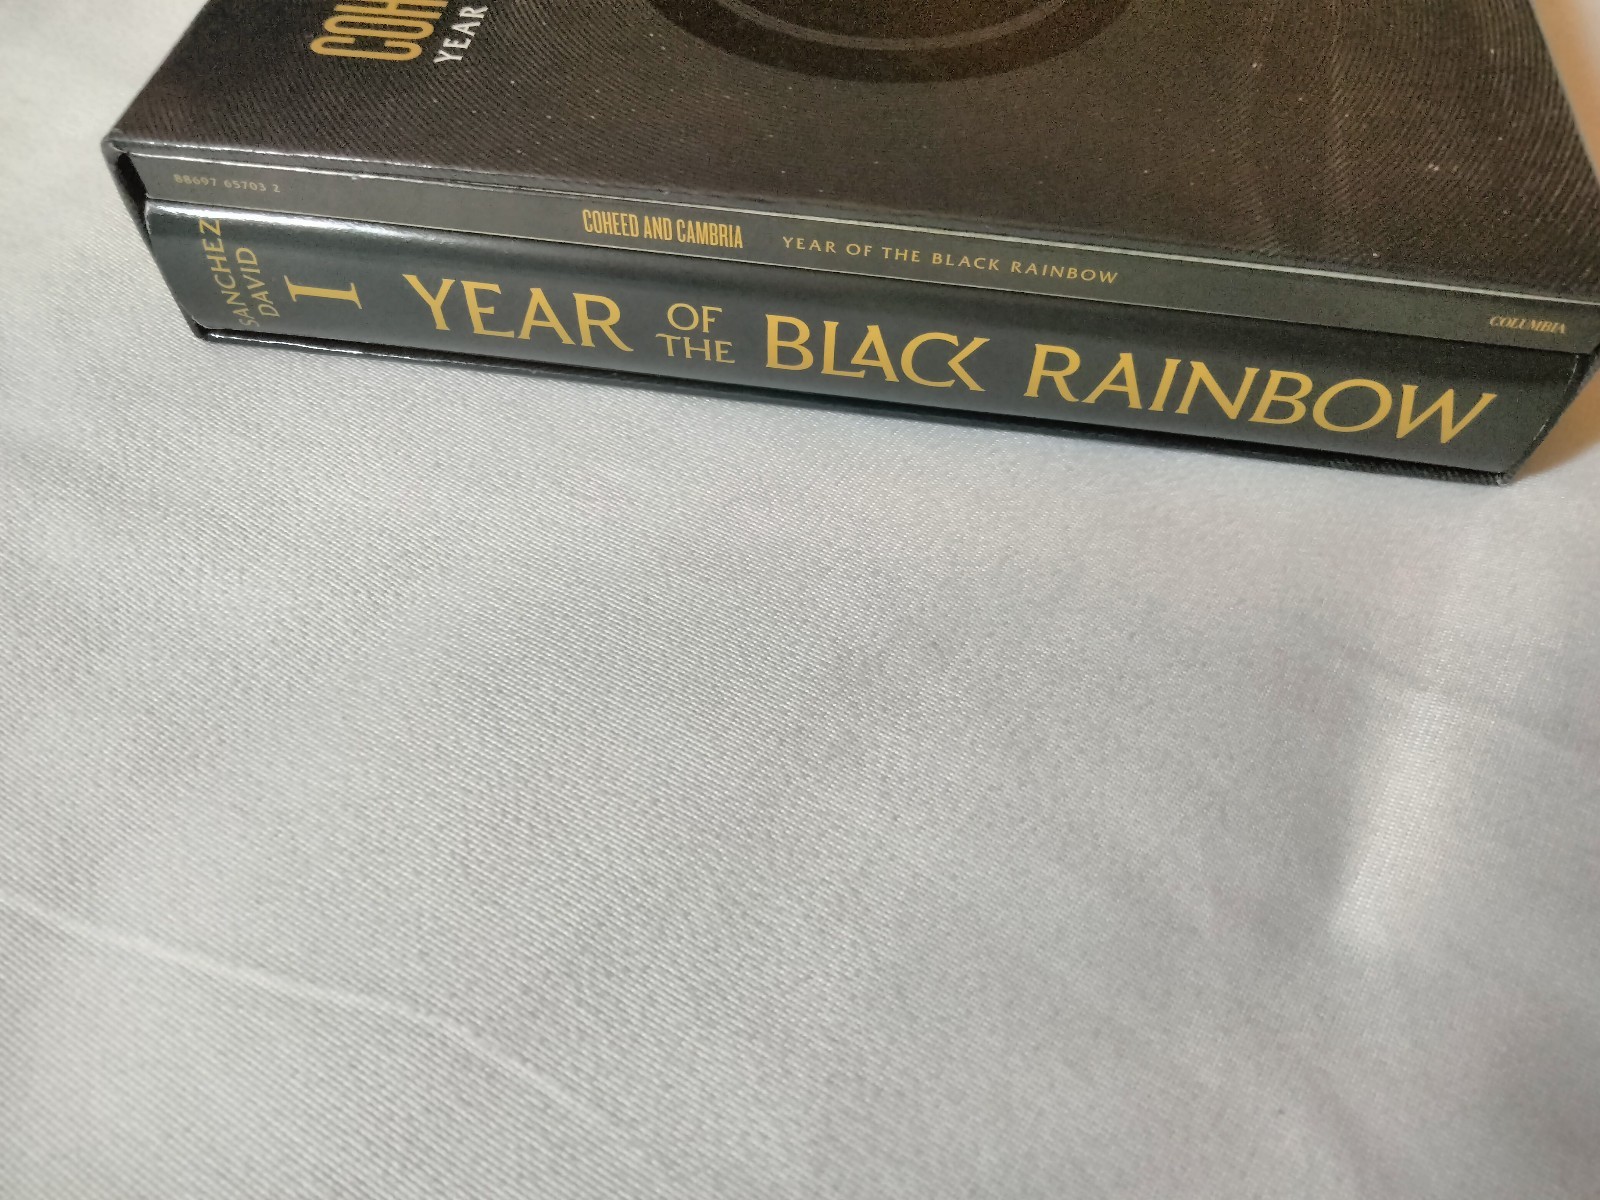 COH
YEAR
88697 65703 2
COHEED AND CAMBRIA YEAR OF THE BLACK RAINBOW
COLUMBIA
SANCHEZ
DAVID
I
YEAR OF THE BLACK RAINBOW